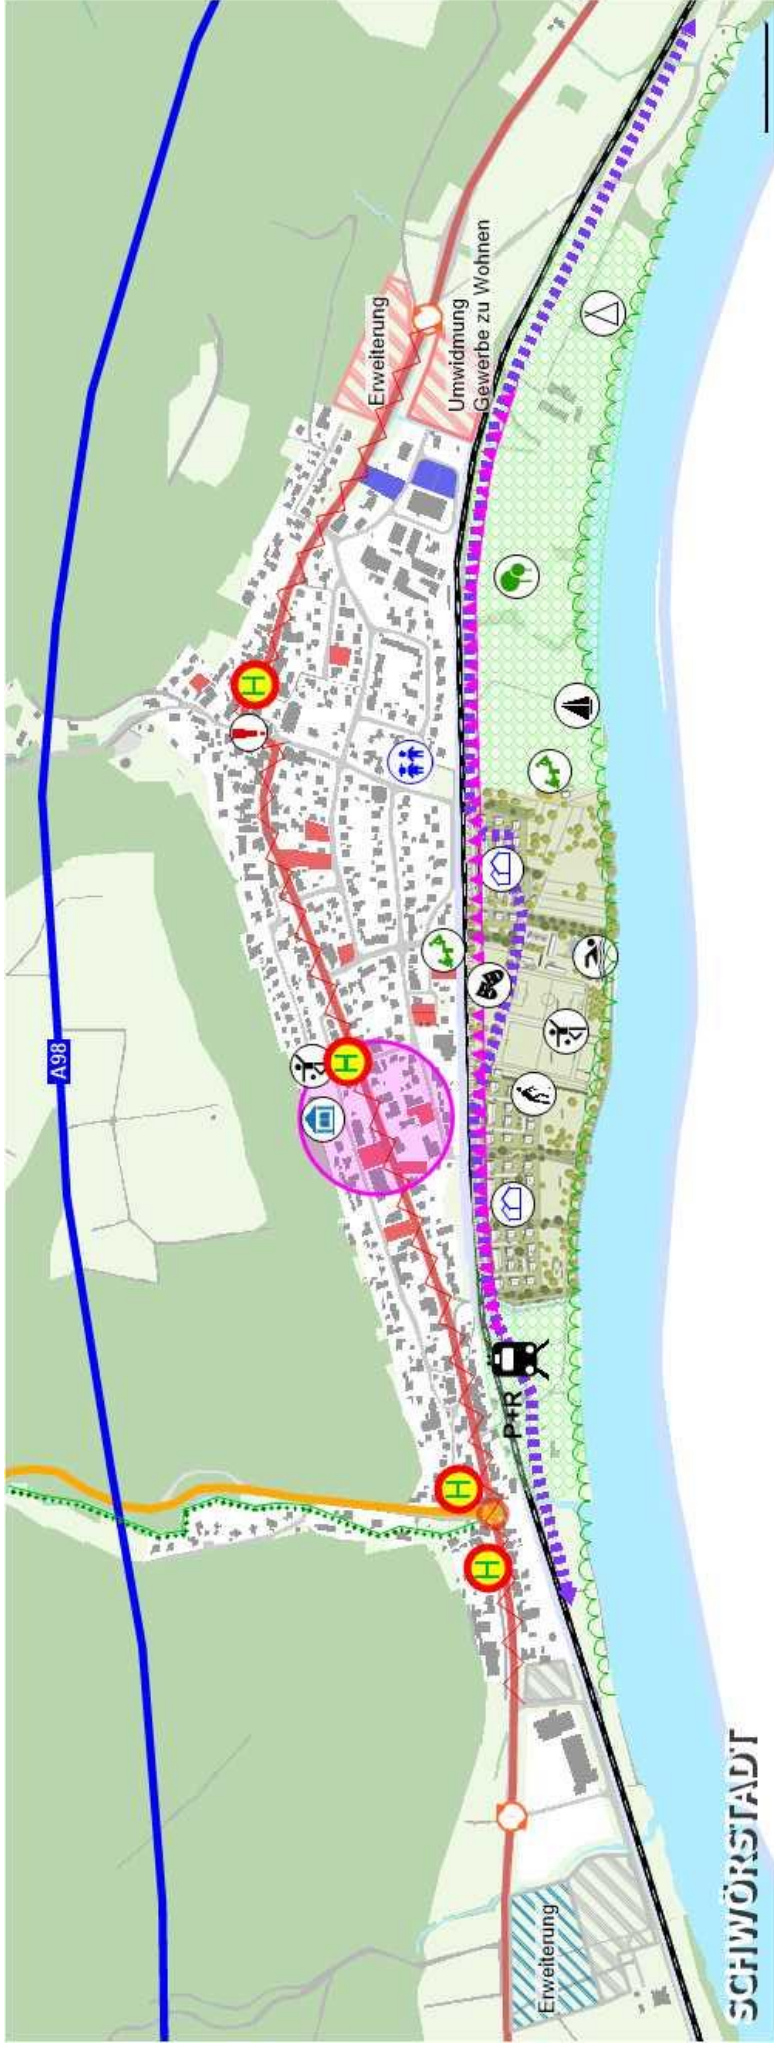 A98
Erweiterung
Umwidmung
Gewerbe zu Wohnen
H
H
H
H
P+R
Erweiterung
SCHWÖRSTADT